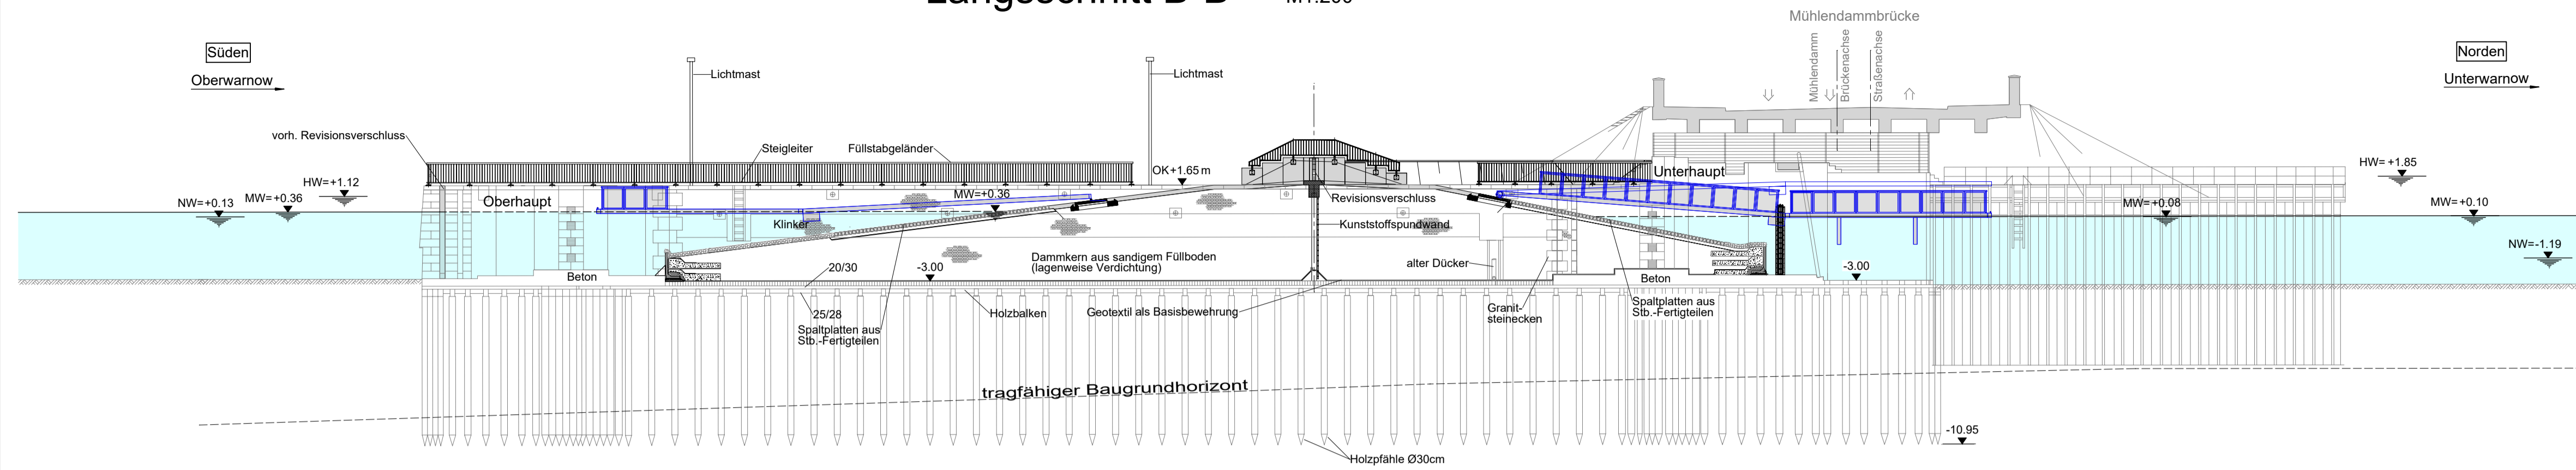 Längsschnitt B-B M1:200
Mühlendammbrücke
Süden
Oberwarnow
Norden
Unterwarnow
Lichtmast
Lichtmast
Mühlendamm
Brückenachse
Straßenachse
vorh. Revisionsverschluss
Steigleiter
Füllstabgeländer
HW=+1.12
MW=+0.36
NW=+0.13
Oberhaupt
MW=+0.36
OK+1.65 m
Unterhaupt
HW= +1.85
Revisionsverschluss
MW=+0.08
MW=+0.10
Klinker
Kunststoffspundwand
NW=-1.19
Dammkern aus sandigem Füllboden
(lagenweise Verdichtung)
alter Dücker
20/30
-3.00
-3.00
Beton
Beton
25/28
Holzbalken
Geotextil als Basisbewehrung
Granit-
steinecken
Spaltplatten aus
Stb.-Fertigteilen
Spaltplatten aus
Stb.-Fertigteilen
tragfähiger Baugrundhorizont
-10.95
Holzpfähle Ø30cm